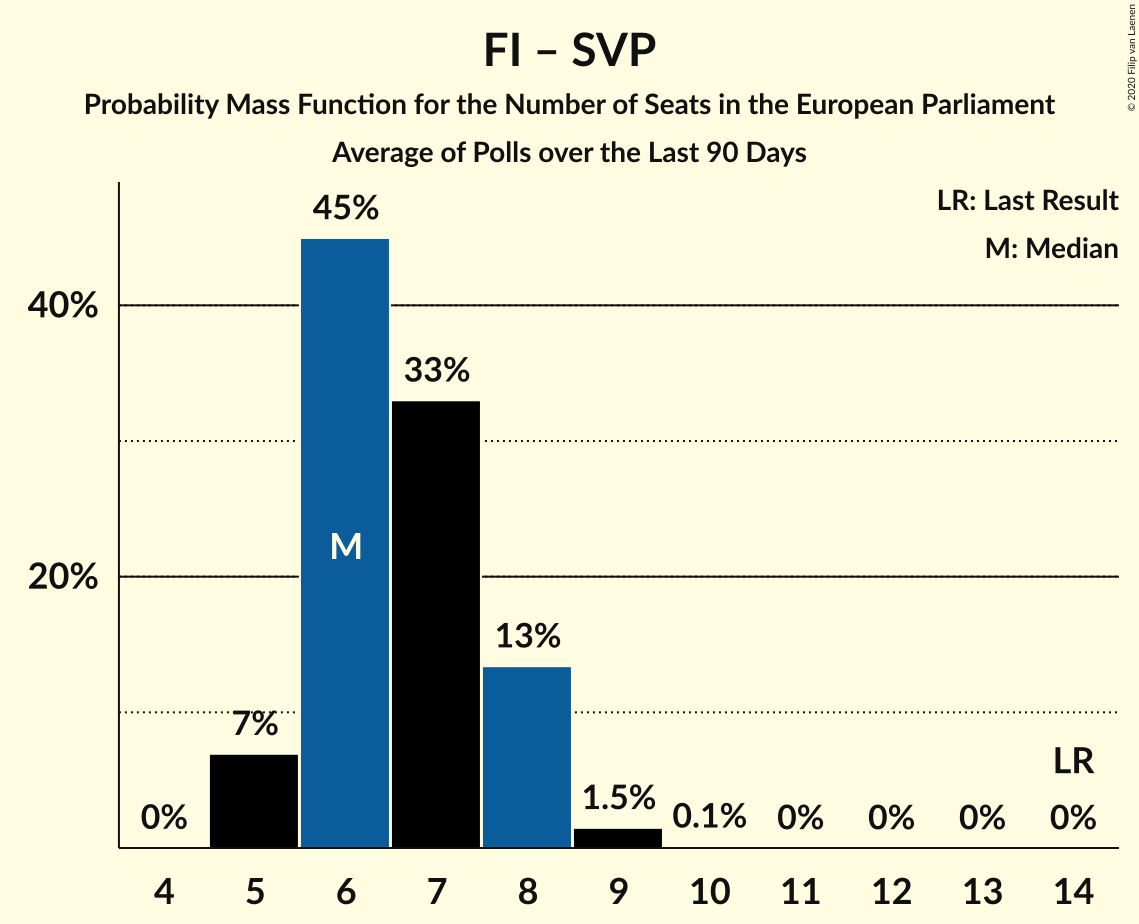 FI – SVP
Probability Mass Function for the Number of Seats in the European Parliament
Average of Polls over the Last 90 Days
© 2020 Filip van Laenen
LR: Last Result
M: Median
45%
40%
33%
M
20%
13%
7%
LR
1.5%
0% 0.1% 0% 0% 0% 0%
4 5 6 7 8 9 10 11 12 13 14